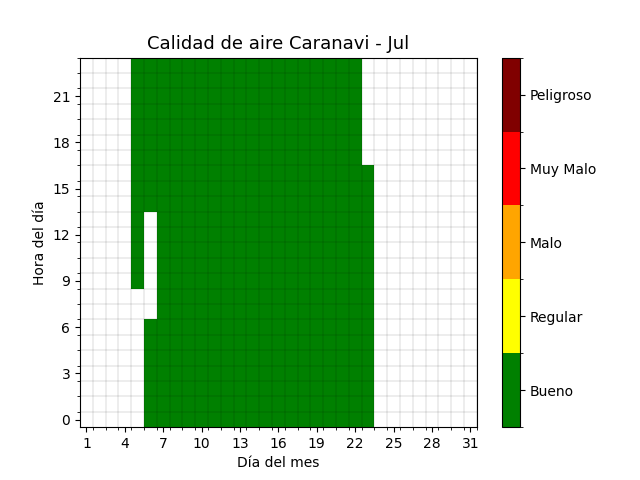 Calidad de aire Caranavi - Jul
Hora del día
21
18
15
12
9
6
3
0
1 4 7 10 13 16 19 22 25 28 31
Día del mes
Peligroso
Muy Malo
Malo
Regular
Bueno